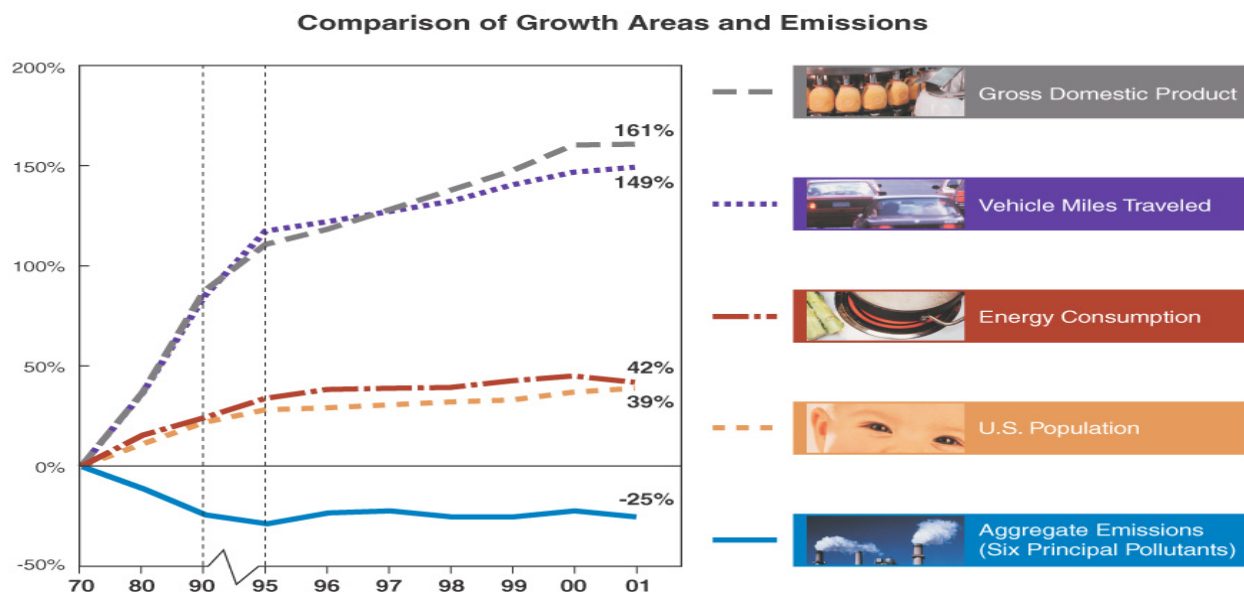 Comparison of Growth Areas and Emissions
200%
150%
100%
50%
0%
-50%
70 80 90 95 96 97 98 99 00 01
161%
149%
42%
39%
-25%
Gross Domestic Product
Vehicle Miles Traveled
Energy Consumption
U.S. Population
Aggregate Emissions
(Six Principal Pollutants)